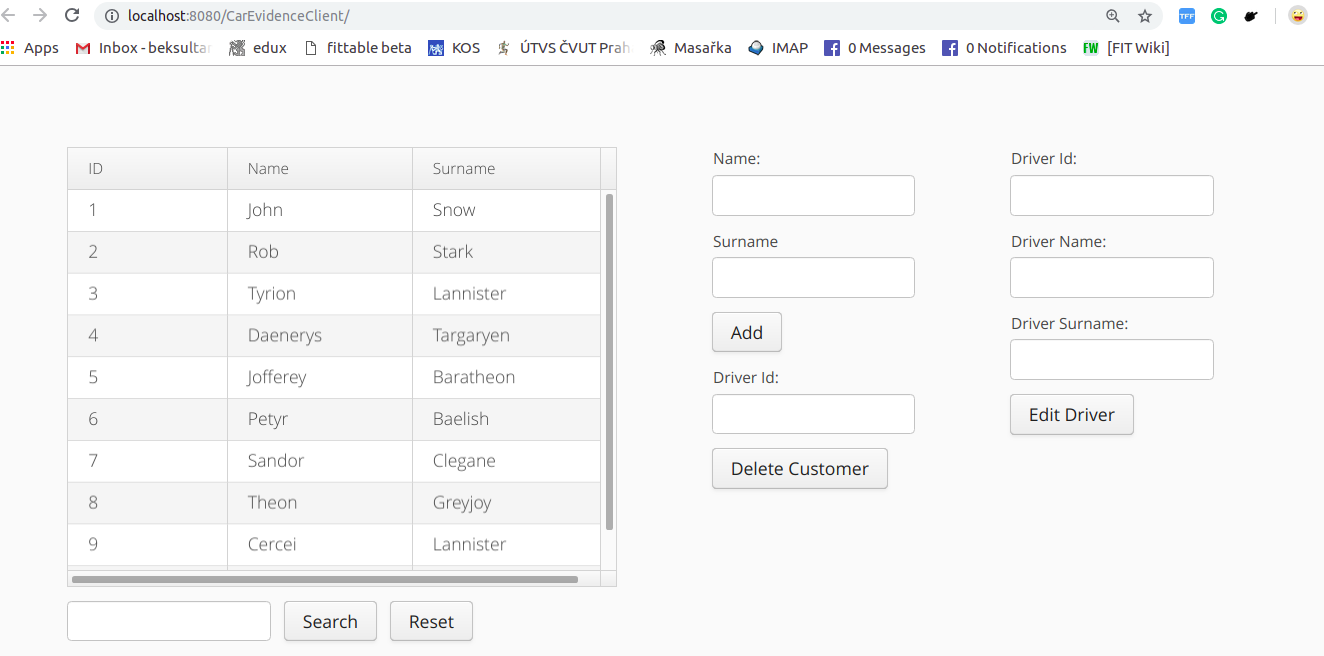 localhost:8080/CarEvidenceClient/
TFF
Apps Inbox - beksultan edux fittable beta KOS ÚTVS ČVUT Prah Masařka IMAP 0 Messages 0 Notifications FW [FIT Wiki]
ID Name Surname
1 John Snow
2 Rob Stark
3 Tyrion Lannister
4 Daenerys Targaryen
5 Jofferey Baratheon
6 Petyr Baelish
7 Sandor Clegane
8 Theon Greyjoy
9 Cercei Lannister
Search Reset
Name:
Surname
Add
Driver Id:
Delete Customer
Driver Id:
Driver Name:
Driver Surname:
Edit Driver